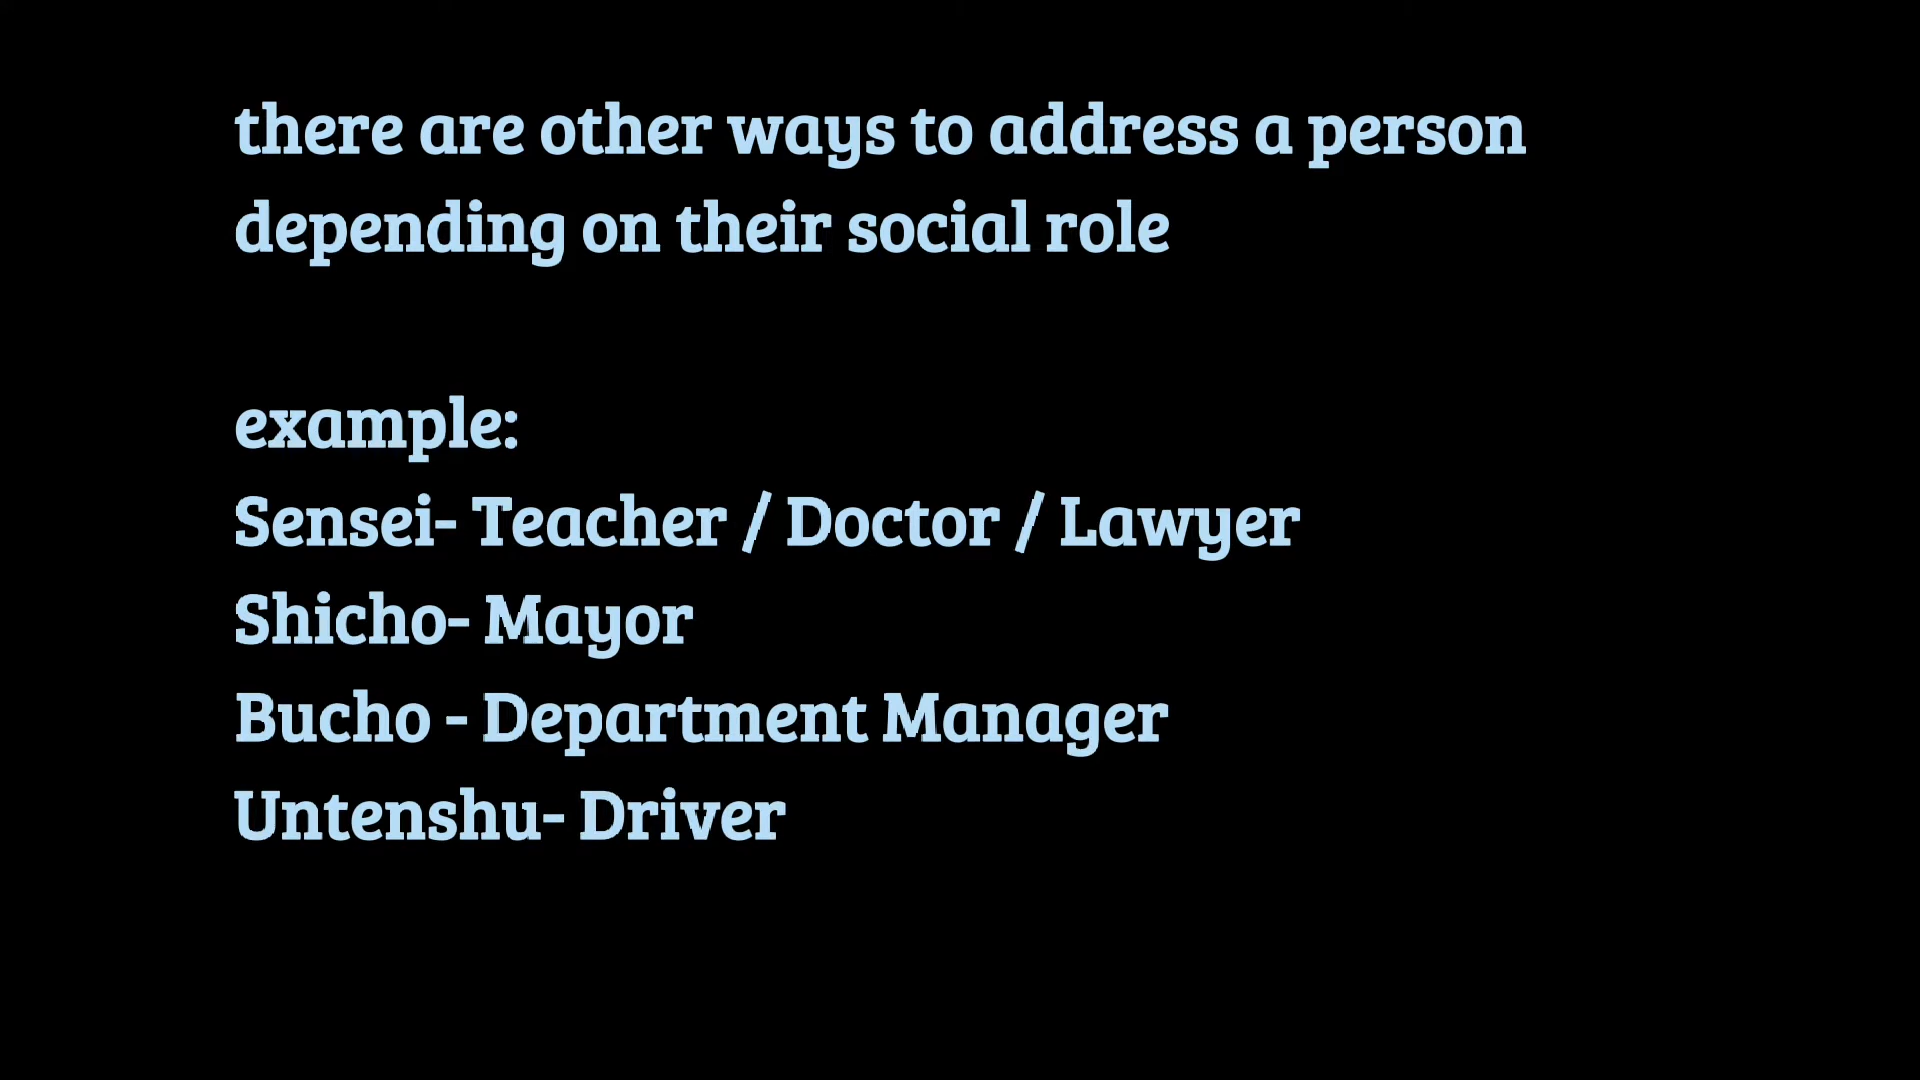 there are other ways to address a person
depending on their social role
example:
Sensei- Teacher / Doctor / Lawyer
Shicho- Mayor
Bucho - Department Manager
Untenshu- Driver